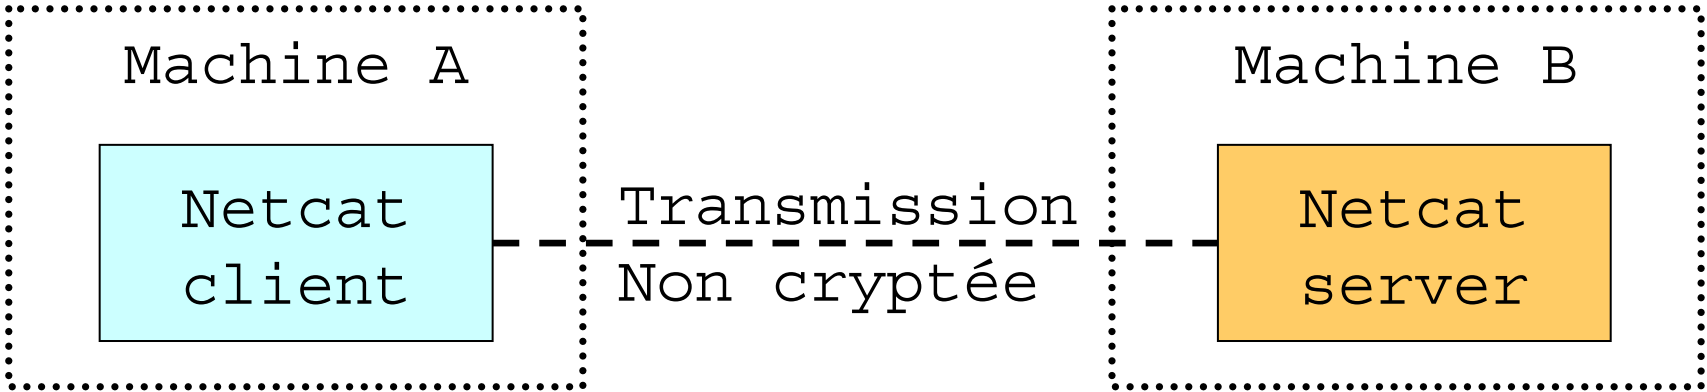 Machine A
Netcat
client
Transmission
Non cryptée
Machine B
Netcat
server